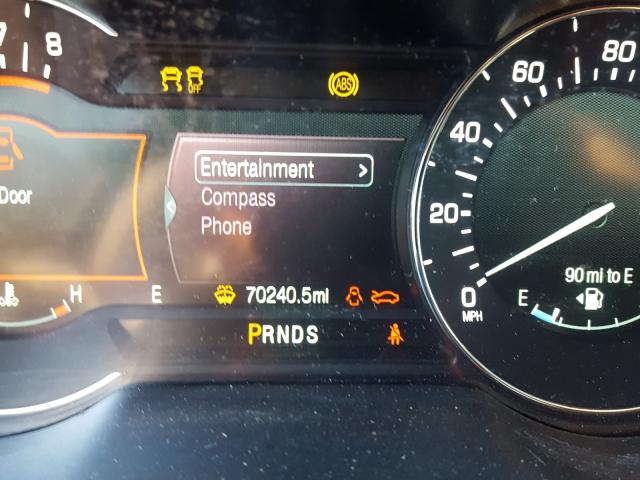 7 8
OFF
ABS
60 80
Entertainment >
40
Compass
Door
Phone
20
90 mi to E
H E 70240.5mi 0 E
MPH
PRNDS